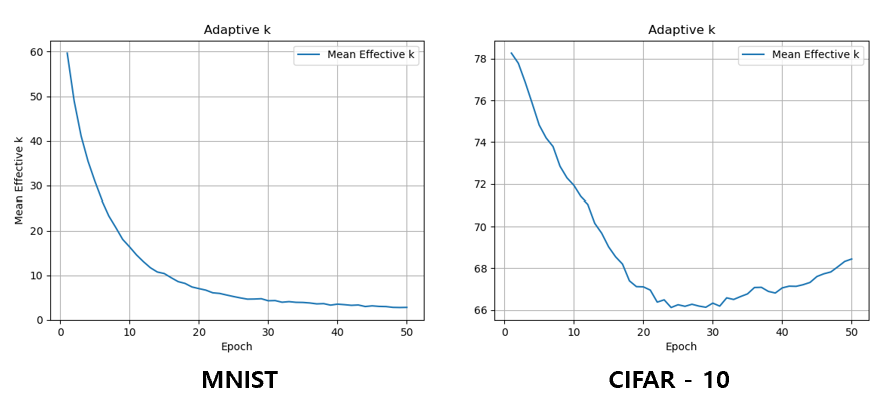 Adaptive k
Mean Effective k
Mean Effective k
60
50
40
30
20
10
0
0 10 20 30 40 50
Epoch
MNIST
Adaptive k
Mean Effective k
78
76
74
72
70
68
66
0 10 20 30 40 50
Epoch
CIFAR - 10